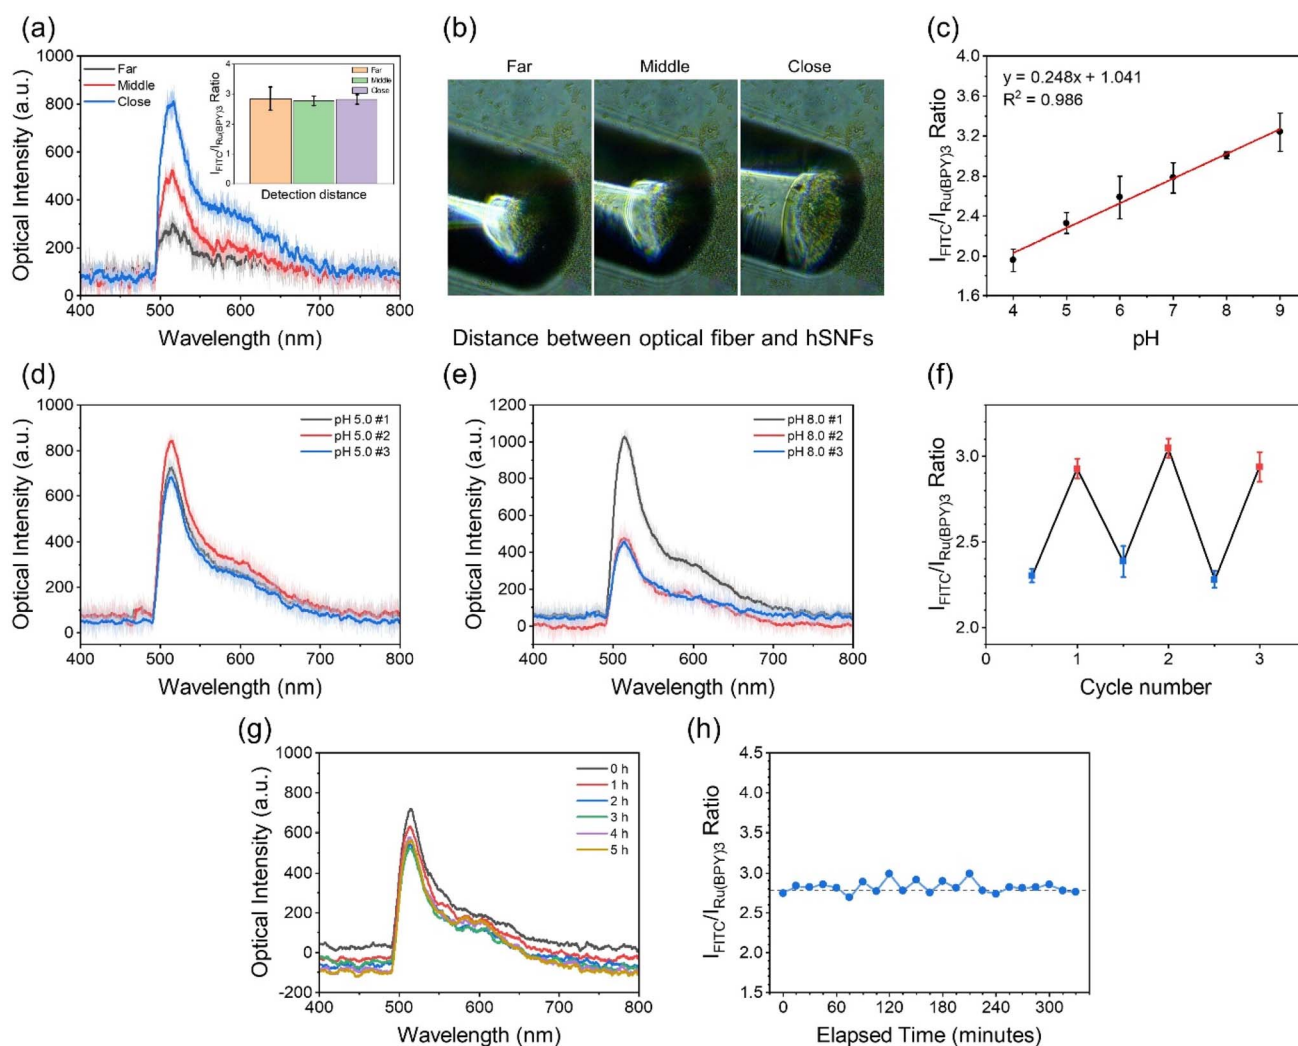 (a)
Optical Intensity (a.u.)
1000
800
600
400
200
0
Far
Middle
Close
I_FITC/I_Ru(BPY)3 Ratio
4
3
2
1
0
Far
Middle
Close
Detection distance
400 500 600 700 800
Wavelength (nm)
(b)
Far Middle Close
Distance between optical fiber and hSNFs
(c)
I_FITC/I_Ru(BPY)3 Ratio
4.0
3.6
3.2
2.8
2.4
2.0
1.6
y = 0.248x + 1.041
R² = 0.986
4 5 6 7 8 9
pH
(d)
Optical Intensity (a.u.)
1000
800
600
400
200
0
pH 5.0 #1
pH 5.0 #2
pH 5.0 #3
400 500 600 700 800
Wavelength (nm)
(e)
Optical Intensity (a.u.)
1200
1000
800
600
400
200
0
pH 8.0 #1
pH 8.0 #2
pH 8.0 #3
400 500 600 700 800
Wavelength (nm)
(f)
I_FITC/I_Ru(BPY)3 Ratio
3.0
2.5
2.0
0 1 2 3
Cycle number
(g)
Optical Intensity (a.u.)
1000
800
600
400
200
0
-200
0 h
1 h
2 h
3 h
4 h
5 h
400 500 600 700 800
Wavelength (nm)
(h)
I_FITC/I_Ru(BPY)3 Ratio
4.5
4.0
3.5
3.0
2.5
2.0
1.5
0 60 120 180 240 300
Elapsed Time (minutes)